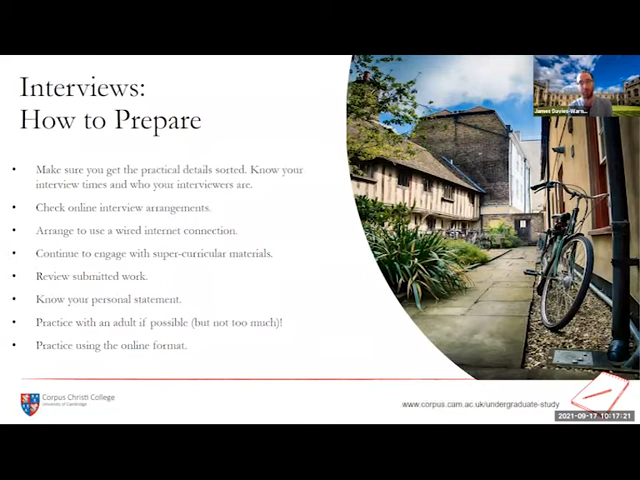 Interviews:
How to Prepare
James Davies-Warn...
• Make sure you get the practical details sorted. Know your
interview times and who your interviewers are.
• Check online interview arrangements.
• Arrange to use a wired internet connection.
• Continue to engage with super-curricular materials.
• Review submitted work.
• Know your personal statement.
• Practice with an adult if possible (but not too much)!
• Practice using the online format.
Corpus Christi College
University of Cambridge
www.corpus.cam.ac.uk/undergraduate-study
2021-09-17 10:17:21